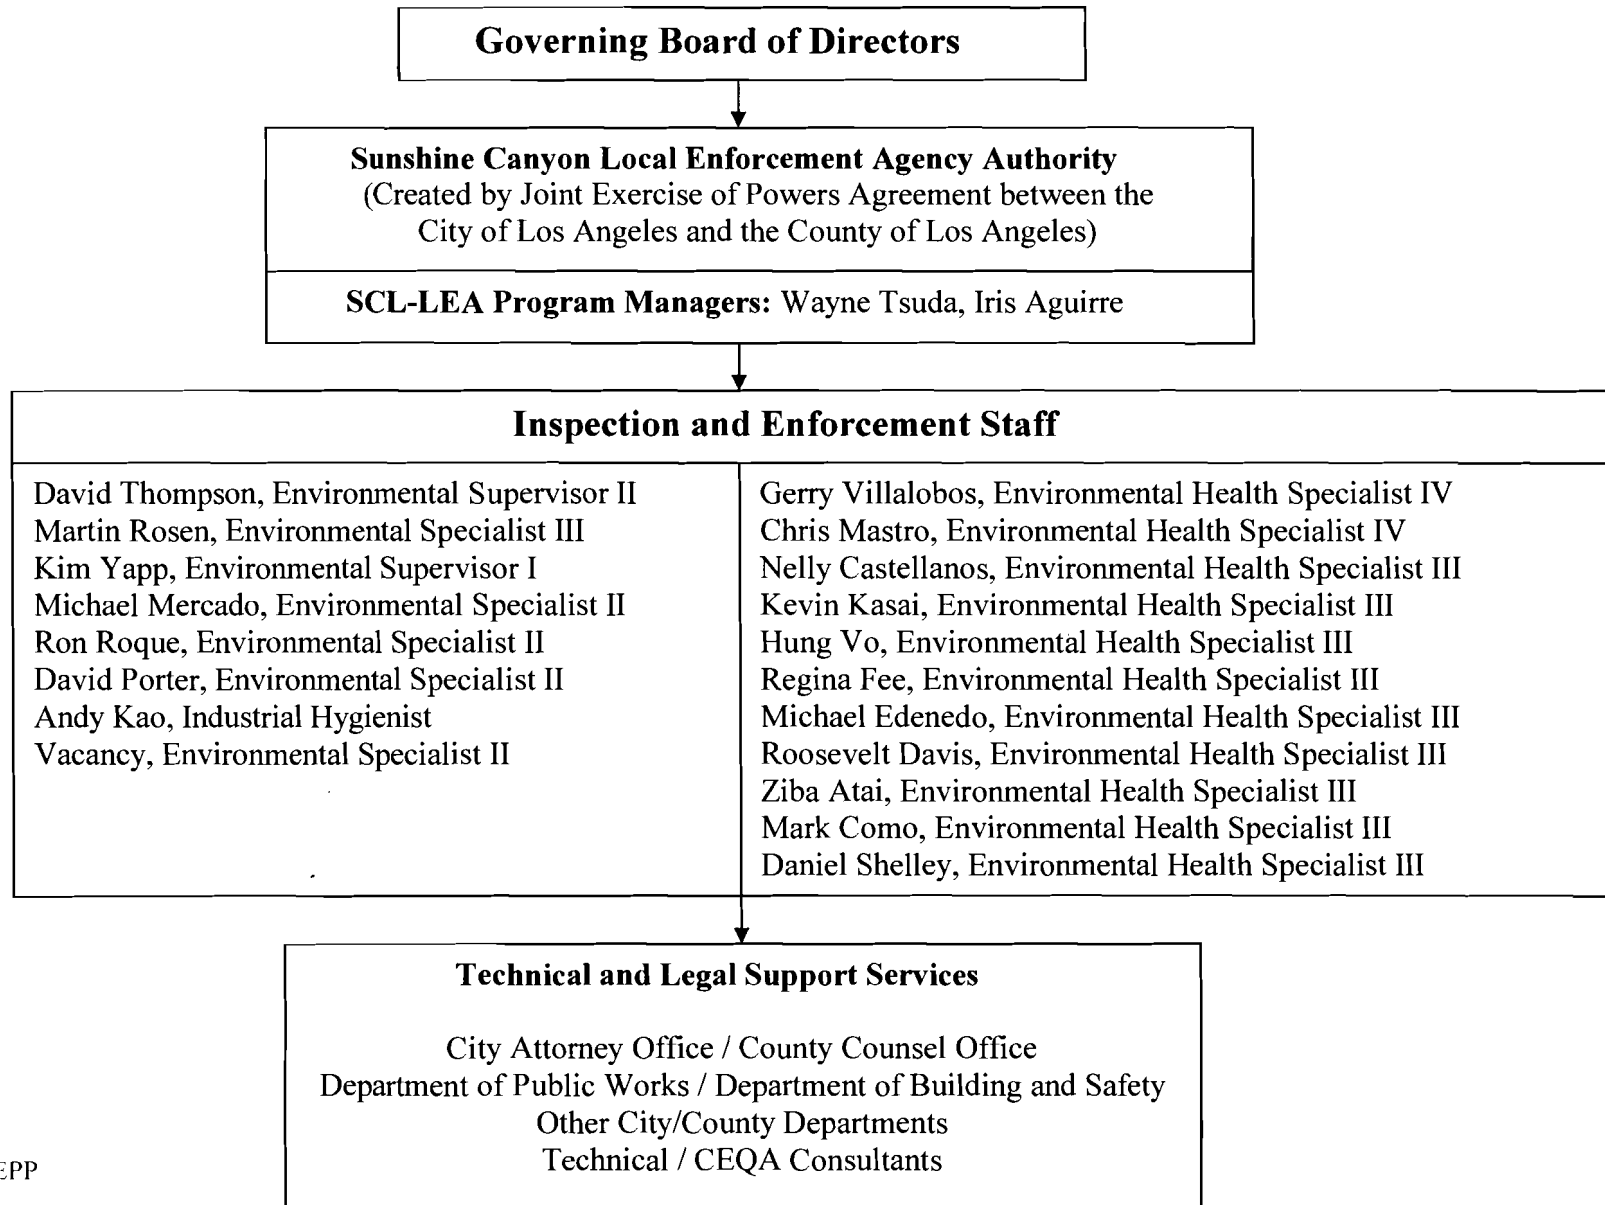 Governing Board of Directors
Sunshine Canyon Local Enforcement Agency Authority
(Created by Joint Exercise of Powers Agreement between the
City of Los Angeles and the County of Los Angeles)
SCL-LEA Program Managers: Wayne Tsuda, Iris Aguirre
Inspection and Enforcement Staff
David Thompson, Environmental Supervisor II
Martin Rosen, Environmental Specialist III
Kim Yapp, Environmental Supervisor I
Michael Mercado, Environmental Specialist II
Ron Roque, Environmental Specialist II
David Porter, Environmental Specialist II
Andy Kao, Industrial Hygienist
Vacancy, Environmental Specialist II
Gerry Villalobos, Environmental Health Specialist IV
Chris Mastro, Environmental Health Specialist IV
Nelly Castellanos, Environmental Health Specialist III
Kevin Kasai, Environmental Health Specialist III
Hung Vo, Environmental Health Specialist III
Regina Fee, Environmental Health Specialist III
Michael Edenedo, Environmental Health Specialist III
Roosevelt Davis, Environmental Health Specialist III
Ziba Atai, Environmental Health Specialist III
Mark Como, Environmental Health Specialist III
Daniel Shelley, Environmental Health Specialist III
Technical and Legal Support Services
City Attorney Office / County Counsel Office
Department of Public Works / Department of Building and Safety
Other City/County Departments
Technical / CEQA Consultants